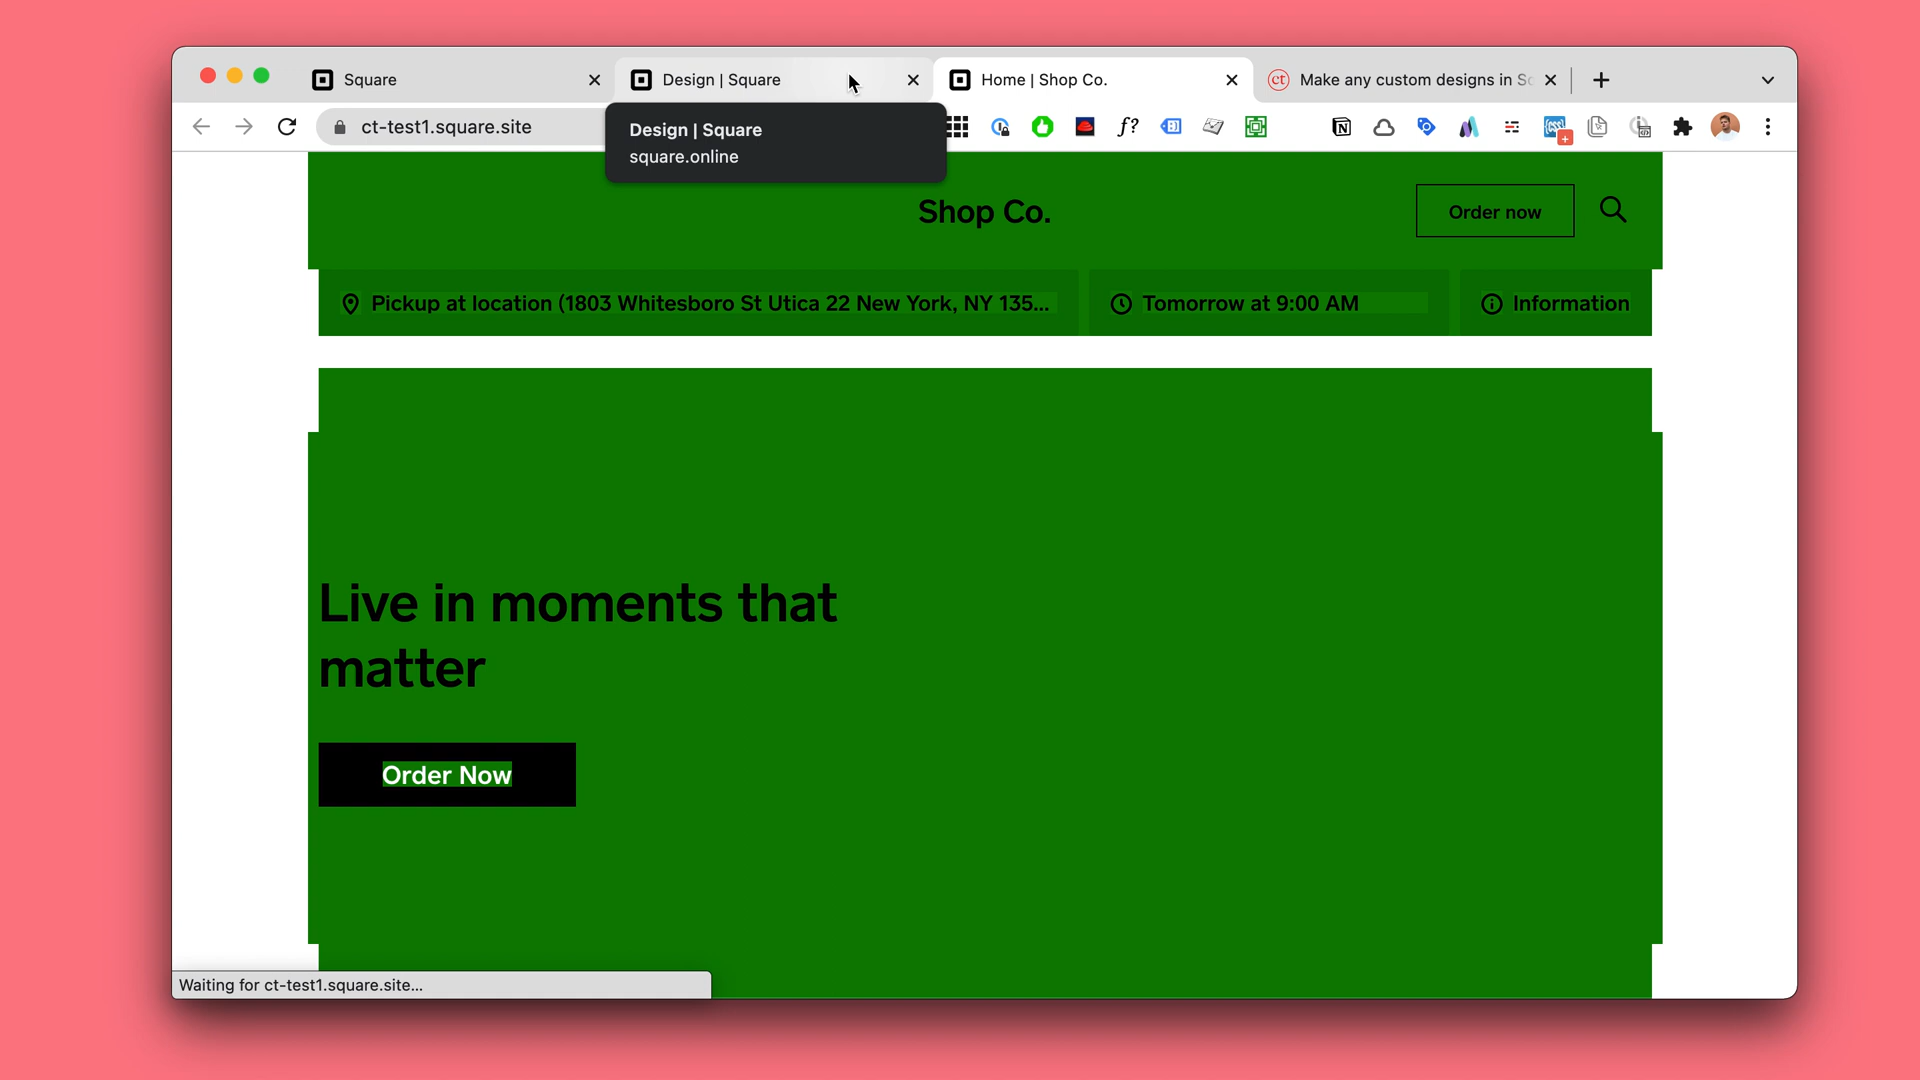 Square
Design | Square
Home | Shop Co.
ct
Make any custom designs in Sc
ct-test1.square.site
f?
Design | Square
square.online
Shop Co.
Order now
Pickup at location (1803 Whitesboro St Utica 22 New York, NY 135...
Tomorrow at 9:00 AM
Information
Live in moments that
matter
Order Now
Waiting for ct-test1.square.site...